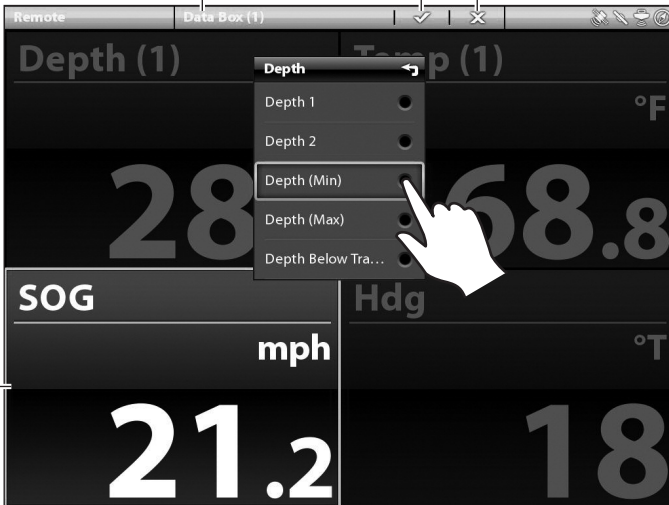 Remote Data Box (1)
Depth (1)
Temp (1)
°F
28
68.8
Depth
Depth 1
Depth 2
Depth (Min)
Depth (Max)
Depth Below Tra...
SOG
mph
21.2
Hdg
°T
18